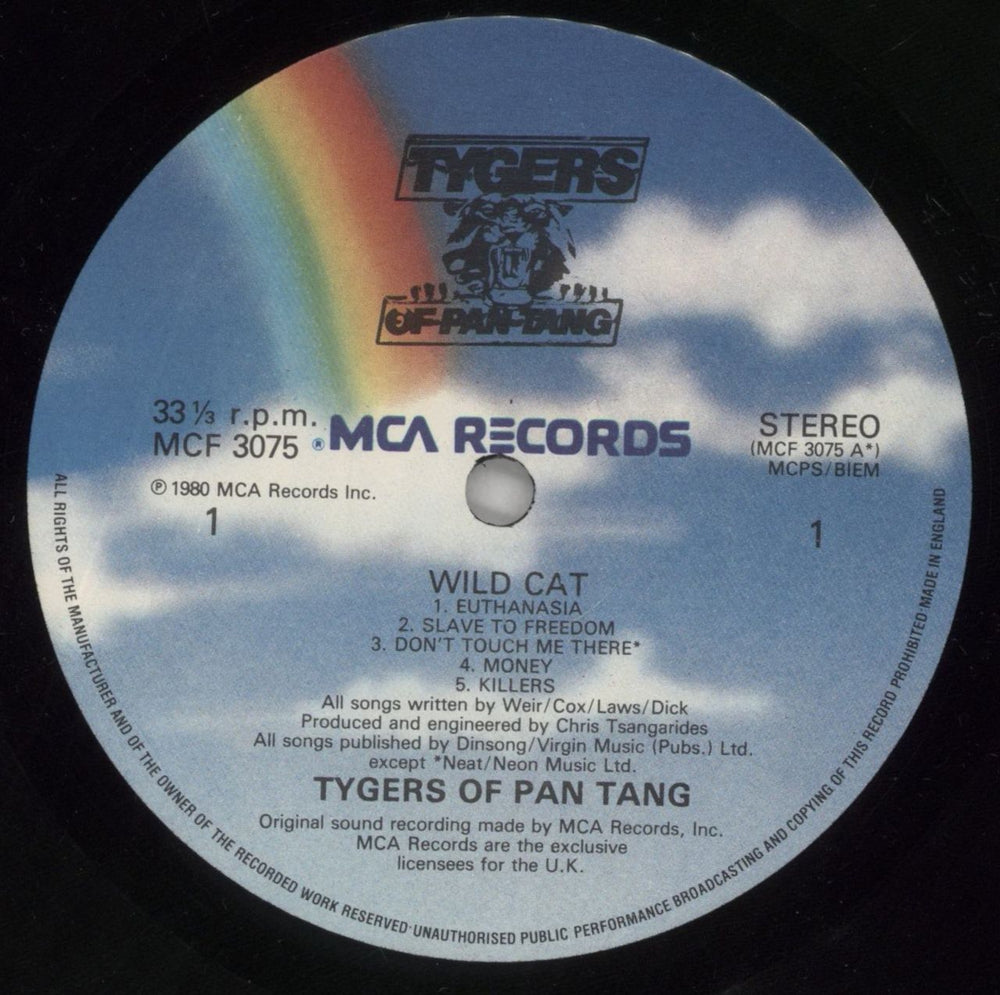 TYGERS
OF PAN TANG
33 ⅓ r.p.m.
MCF 3075
® MCA RECORDS
STEREO
(MCF 3075 A*)
MCPS/BIEM
℗ 1980 MCA Records Inc.
1
1
WILD CAT
1. EUTHANASIA
2. SLAVE TO FREEDOM
3. DON'T TOUCH ME THERE*
4. MONEY
5. KILLERS
All songs written by Weir/Cox/Laws/Dick
Produced and engineered by Chris Tsangarides
All songs published by Dinsong/Virgin Music (Pubs.) Ltd.
except *Neat/Neon Music Ltd.
TYGERS OF PAN TANG
Original sound recording made by MCA Records, Inc.
MCA Records are the exclusive
licensees for the U.K.
ALL RIGHTS OF THE MANUFACTURER AND OF THE OWNER OF THE RECORDED WORK RESERVED·UNAUTHORISED PUBLIC PERFORMANCE BROADCASTING AND COPYING OF THIS RECORD PROHIBITED·MADE IN ENGLAND